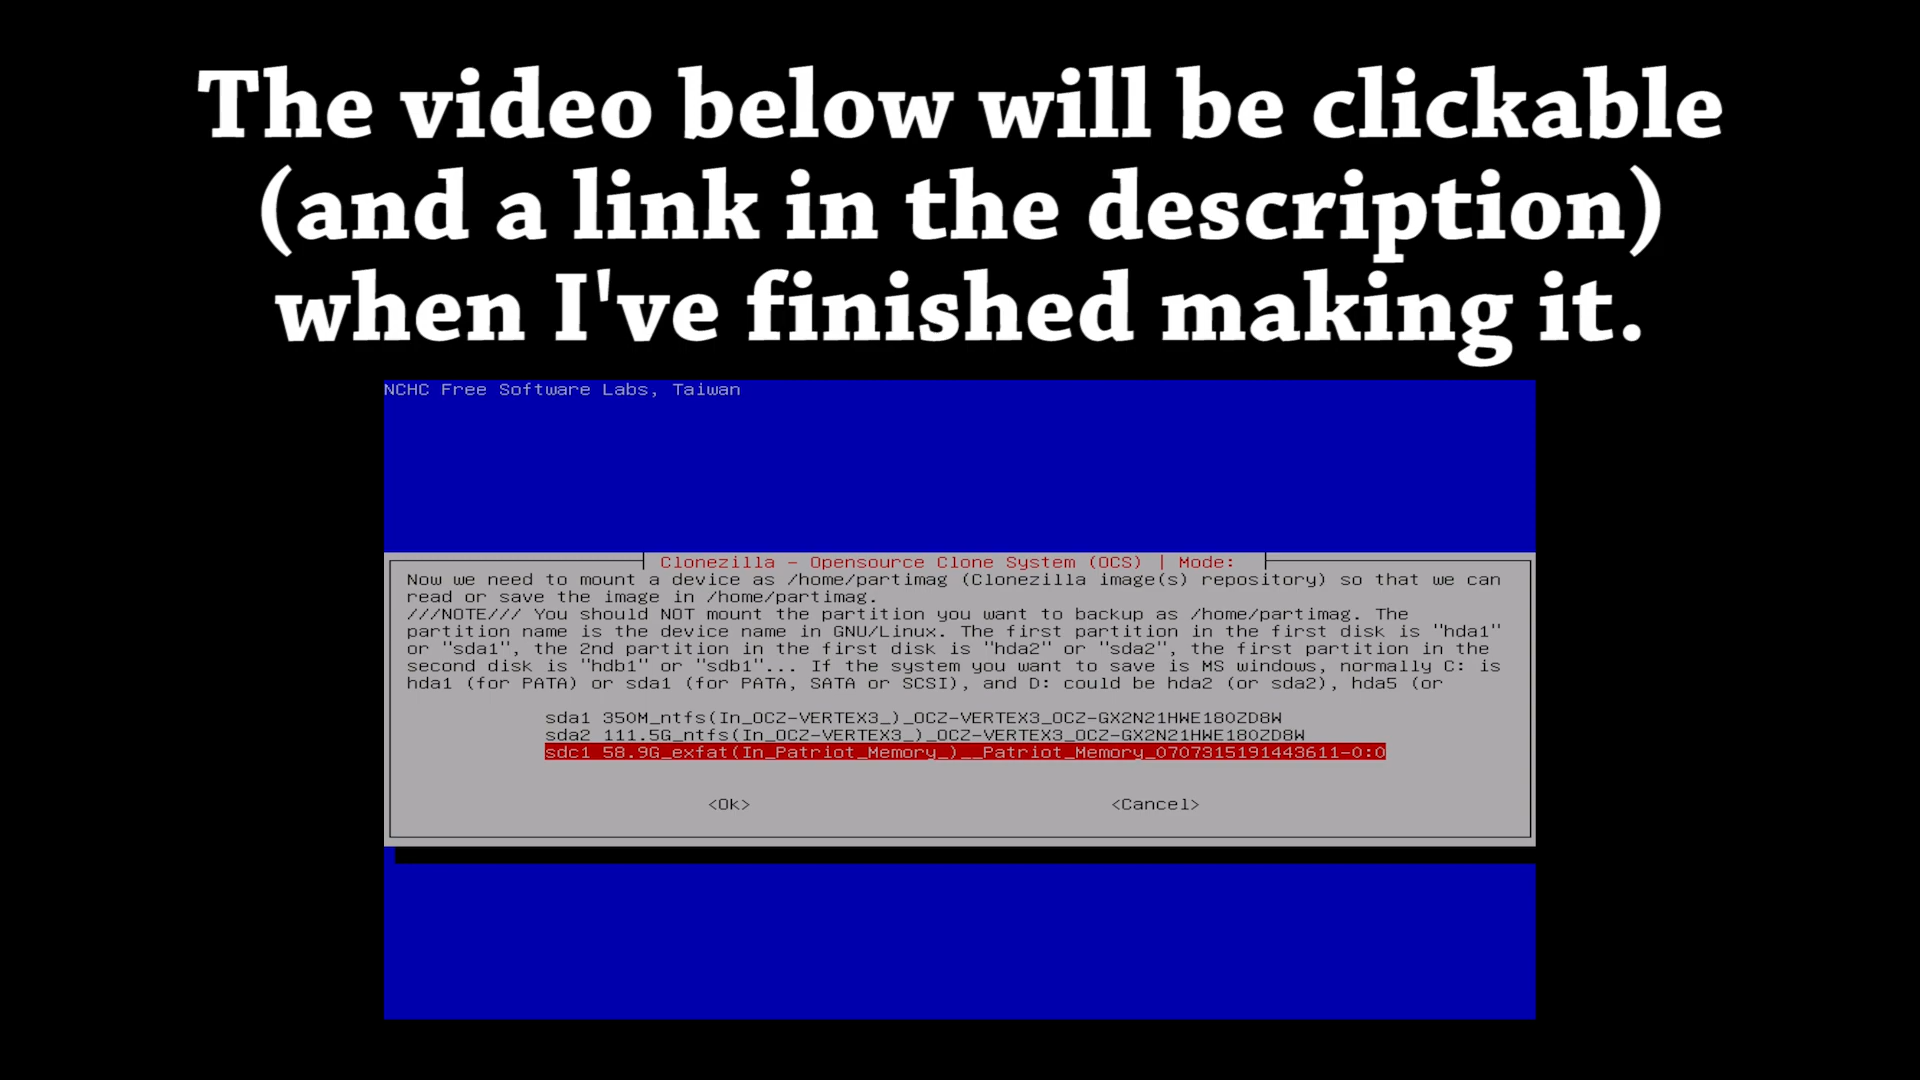 The video below will be clickable
(and a link in the description)
when I've finished making it.
NCHC Free Software Labs, Taiwan
Clonezilla - Opensource Clone System (OCS) | Mode:
Now we need to mount a device as /home/partimag (Clonezilla image(s) repository) so that we can
read or save the image in /home/partimag.
///NOTE/// You should NOT mount the partition you want to backup as /home/partimag. The
partition name is the device name in GNU/Linux. The first partition in the first disk is "hda1"
or "sda1", the 2nd partition in the first disk is "hda2" or "sda2", the first partition in the
second disk is "hdb1" or "sdb1"... If the system you want to save is MS windows, normally C: is
hda1 (for PATA) or sda1 (for PATA, SATA or SCSI), and D: could be hda2 (or sda2), hda5 (or
sda1 350M_ntfs(In_OCZ-VERTEX3_)_OCZ-VERTEX3_OCZ-GX2N21HWE180ZD8W
sda2 111.5G_ntfs(In_OCZ-VERTEX3_)_OCZ-VERTEX3_OCZ-GX2N21HWE180ZD8W
sdc1 58.9G_exfat(In_Patriot_Memory_)__Patriot_Memory_0707315191443611-0:0
<Ok> <Cancel>